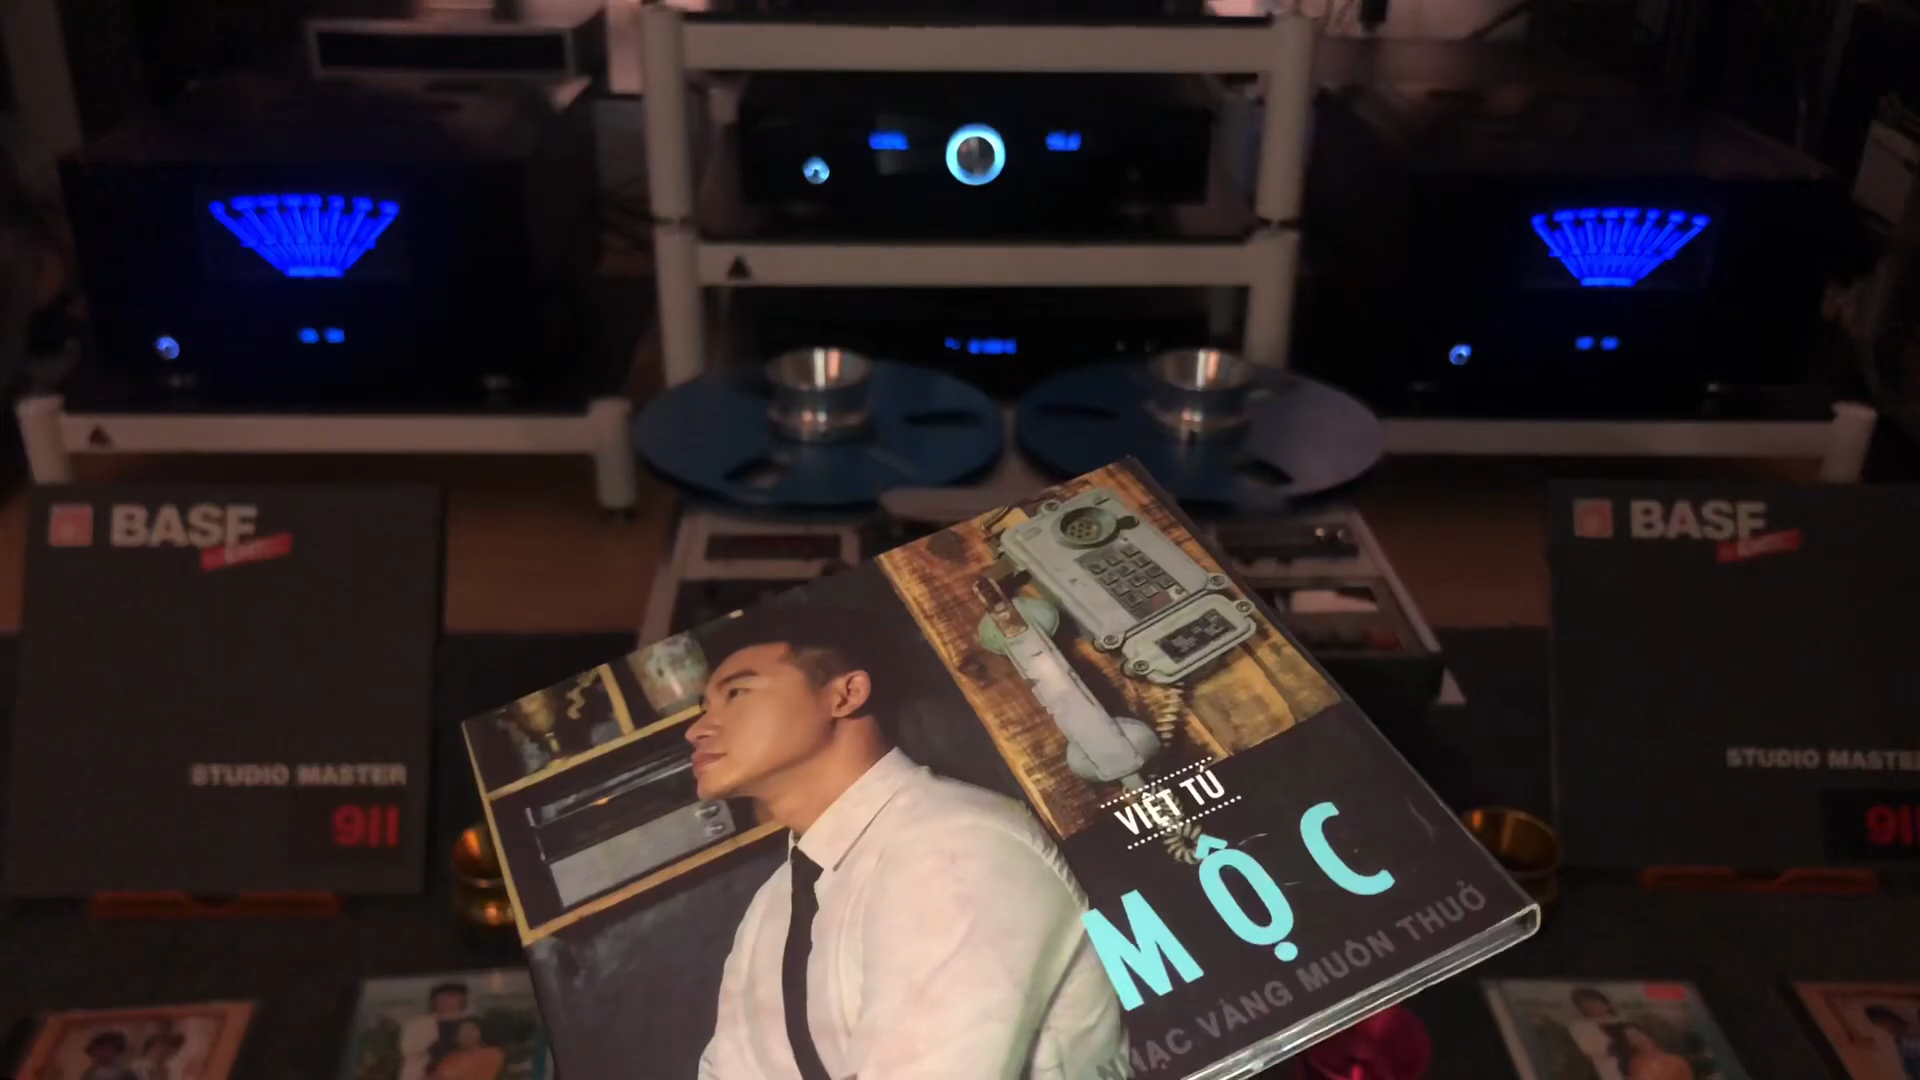 BASF
STUDIO MASTER
911
BASF
STUDIO MASTER
911
VIỆT TÚ
MỘC
NHẠC VÀNG MUÔN THUỞ